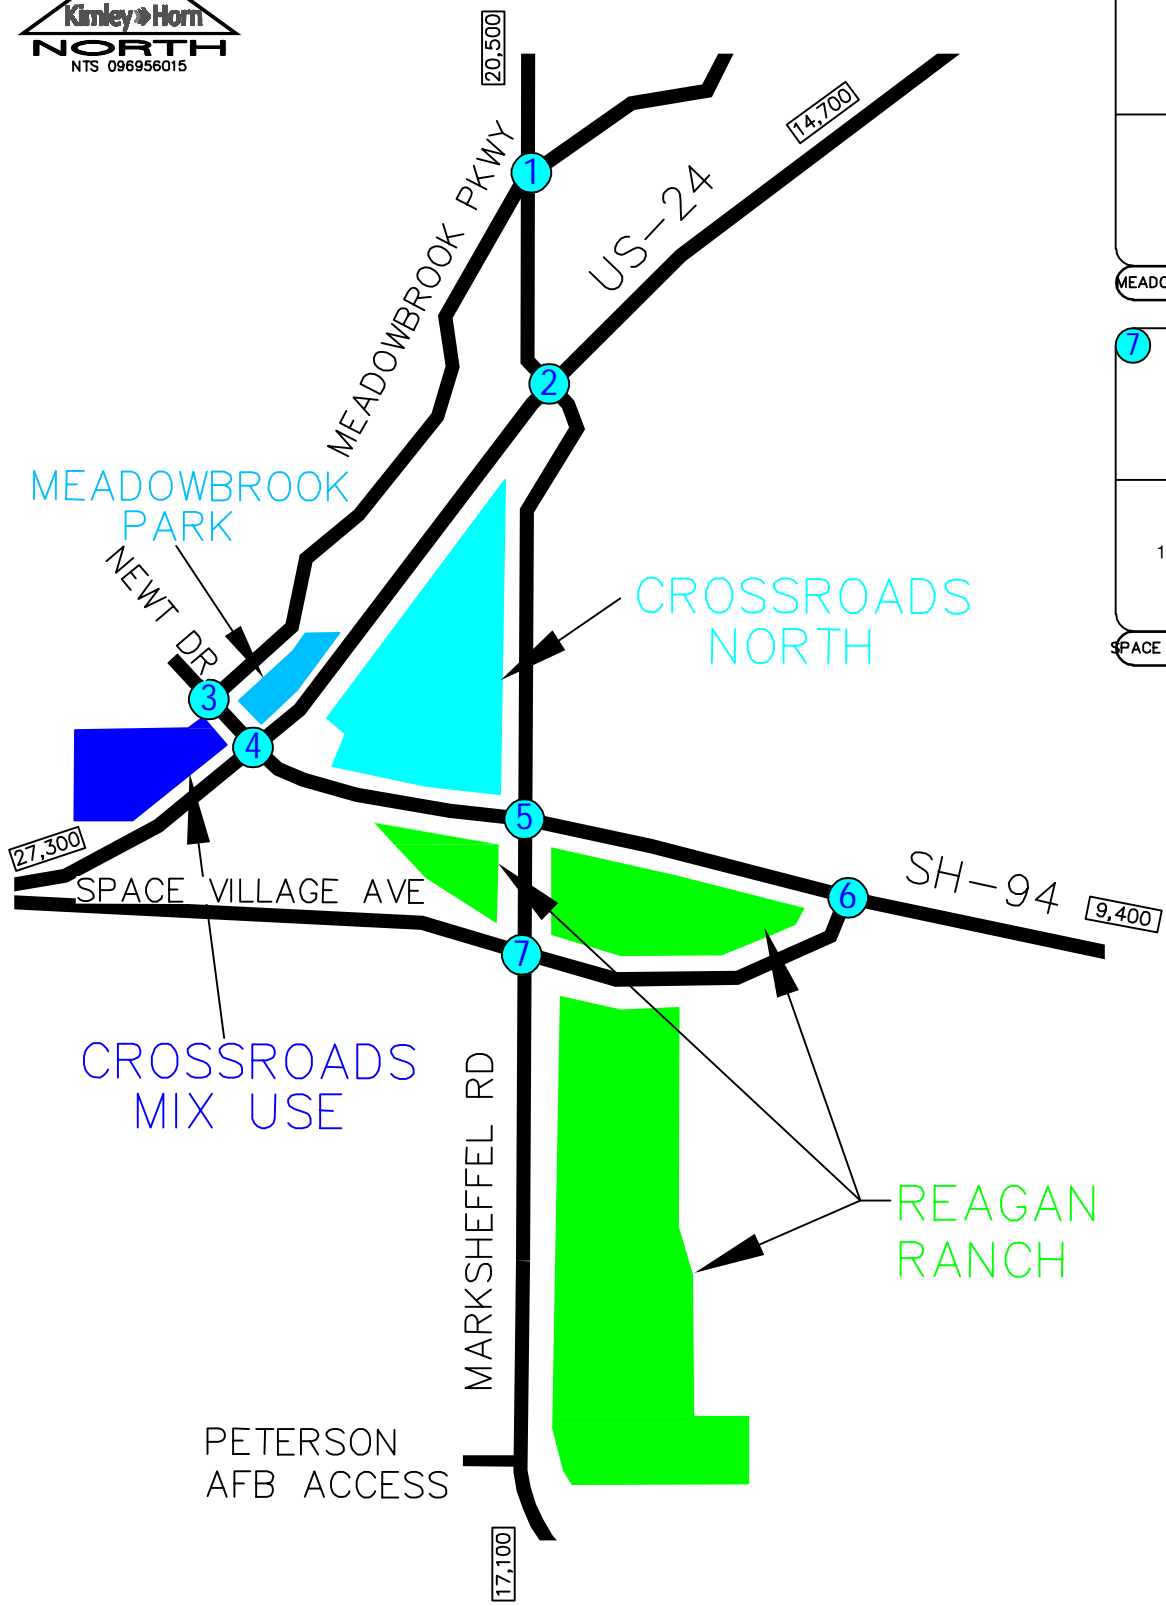 Kimley»Horn
NORTH
NTS 096956015
20,500
14,700
MEADOWBROOK PKWY
1
US-24
7
2
MEADOWBROOK
PARK
NEWT DR
CROSSROADS
NORTH
1
SPACE
3
4
5
27,300
SPACE VILLAGE AVE
SH-94
6
9,400
7
CROSSROADS
MIX USE
MARKSHEFFEL RD
REAGAN
RANCH
PETERSON
AFB ACCESS
17,100